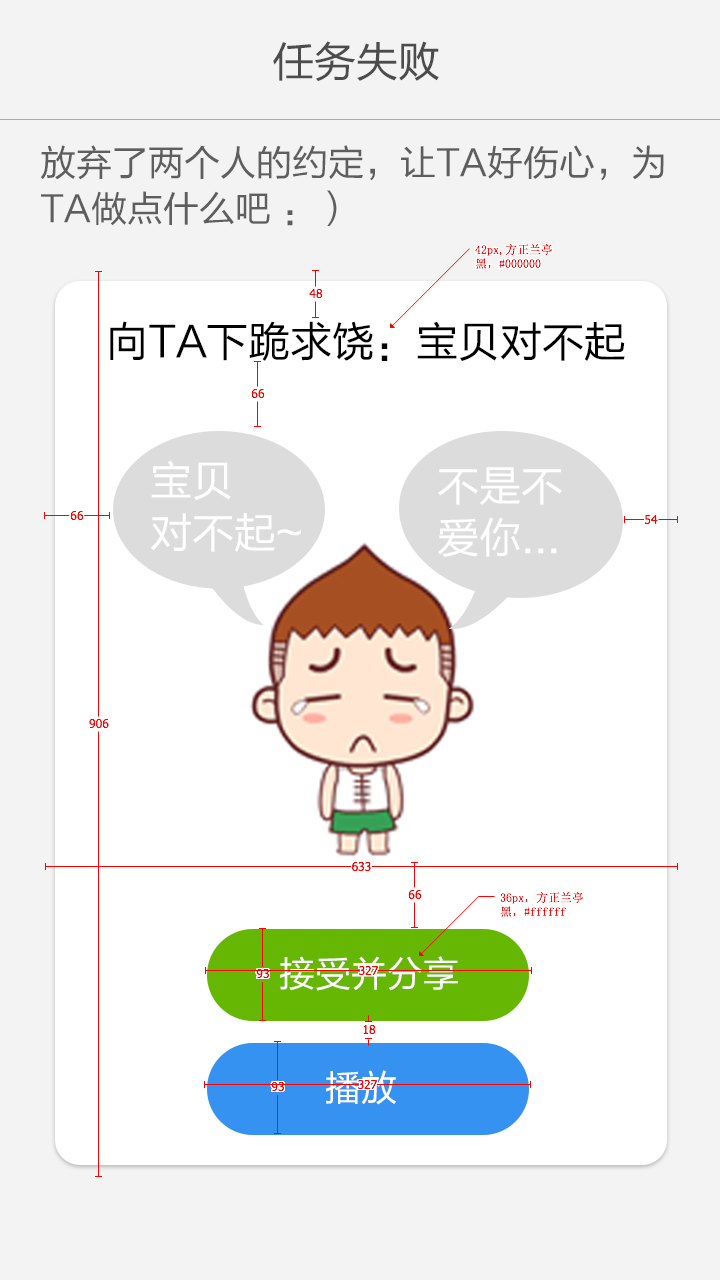 任务失败
放弃了两个人的约定，让TA好伤心，为
TA做点什么吧 ： ）
42px,方正兰亭
黑，#000000
48
向TA下跪求饶：宝贝对不起
66
宝贝
对不起~
不是不
爱你...
66
54
906
633
66
36px，方正兰亭
黑，#ffffff
93
接受并分享
327
18
93
播放
327